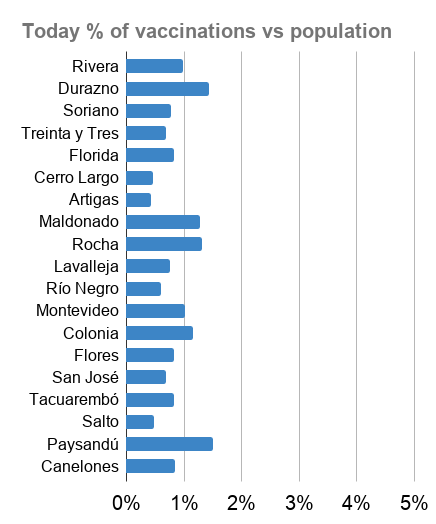 Today % of vaccinations vs population
Rivera
Durazno
Soriano
Treinta y Tres
Florida
Cerro Largo
Artigas
Maldonado
Rocha
Lavalleja
Río Negro
Montevideo
Colonia
Flores
San José
Tacuarembó
Salto
Paysandú
Canelones
0% 1% 2% 3% 4% 5%